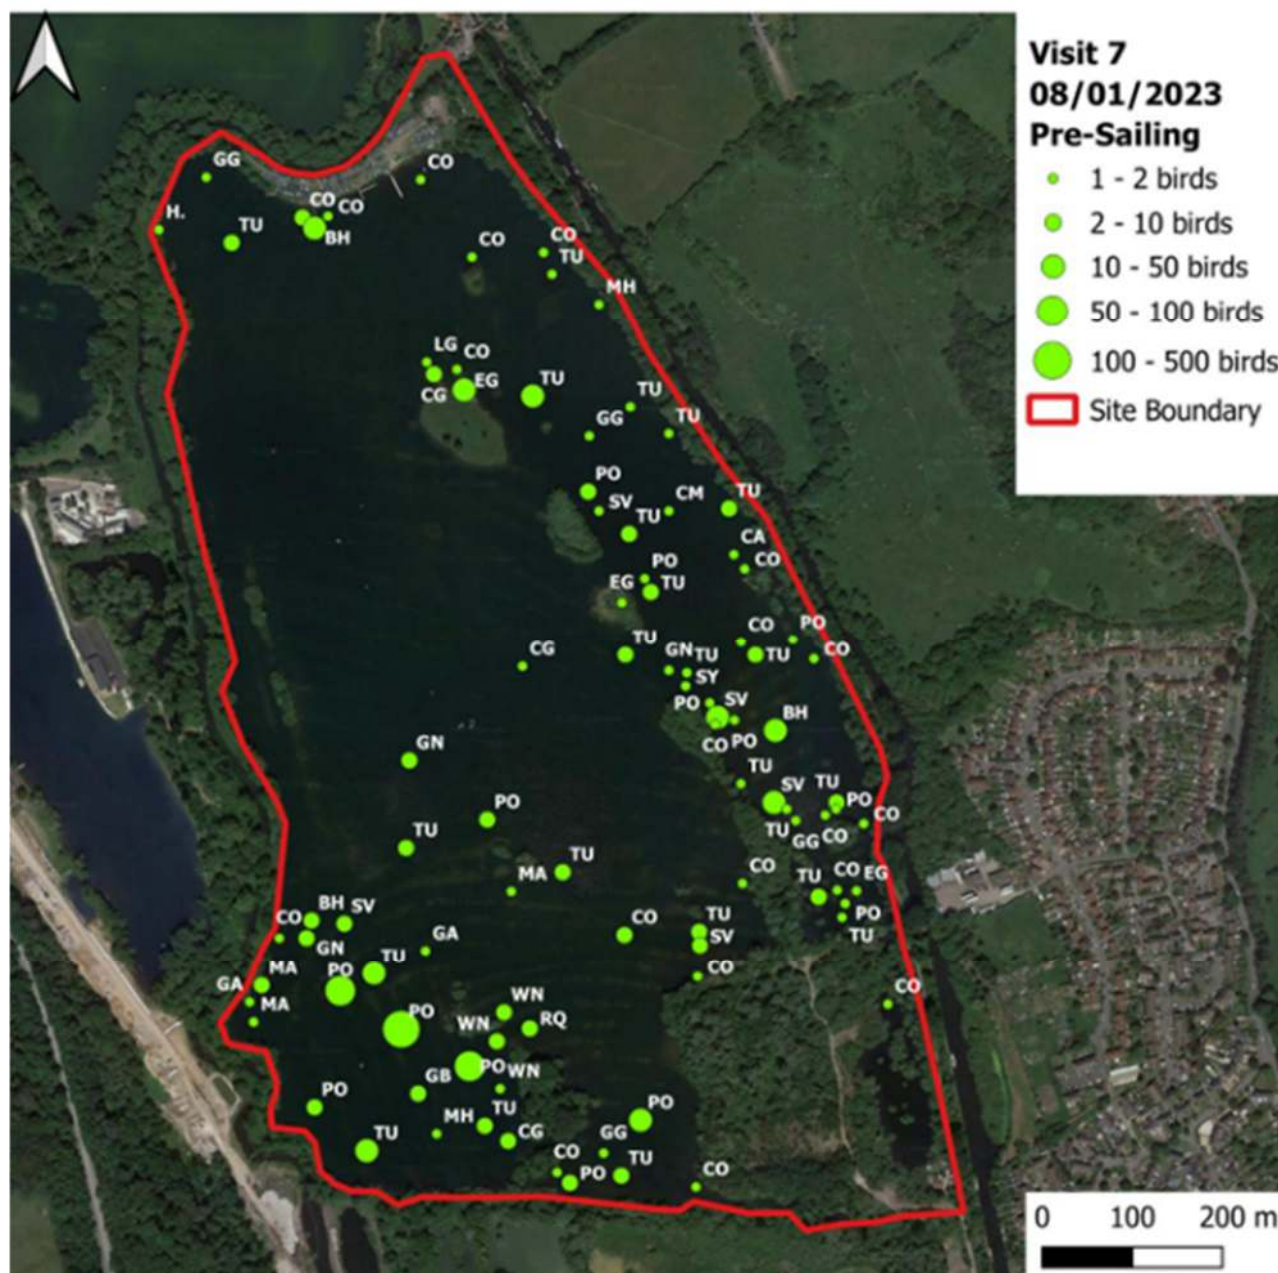 Visit 7
08/01/2023
Pre-Sailing
1 - 2 birds
2 - 10 birds
10 - 50 birds
50 - 100 birds
100 - 500 birds
Site Boundary
GG
CO
H.
CO
CO
TU
BH
CO
CO
TU
MH
LG
CO
EG
TU
CG
TU
GG
TU
PO
SV
CM
TU
TU
CA
CO
PO
EG
TU
CO
PO
TU
GN
TU
TU
CO
CG
SY
PO
SV
BH
CO
PO
GN
TU
SV
TU
PO
PO
CO
TU
GG
CO
TU
TU
MA
CO
TU
CO
EG
PO
TU
CO
BH
SV
GN
CO
TU
SV
GA
CO
MA
PO
TU
GA
MA
CO
WN
PO
WN
RQ
PO
WN
GB
PO
MH
TU
CG
PO
TU
GG
CO
PO
TU
CO
0
100
200 m